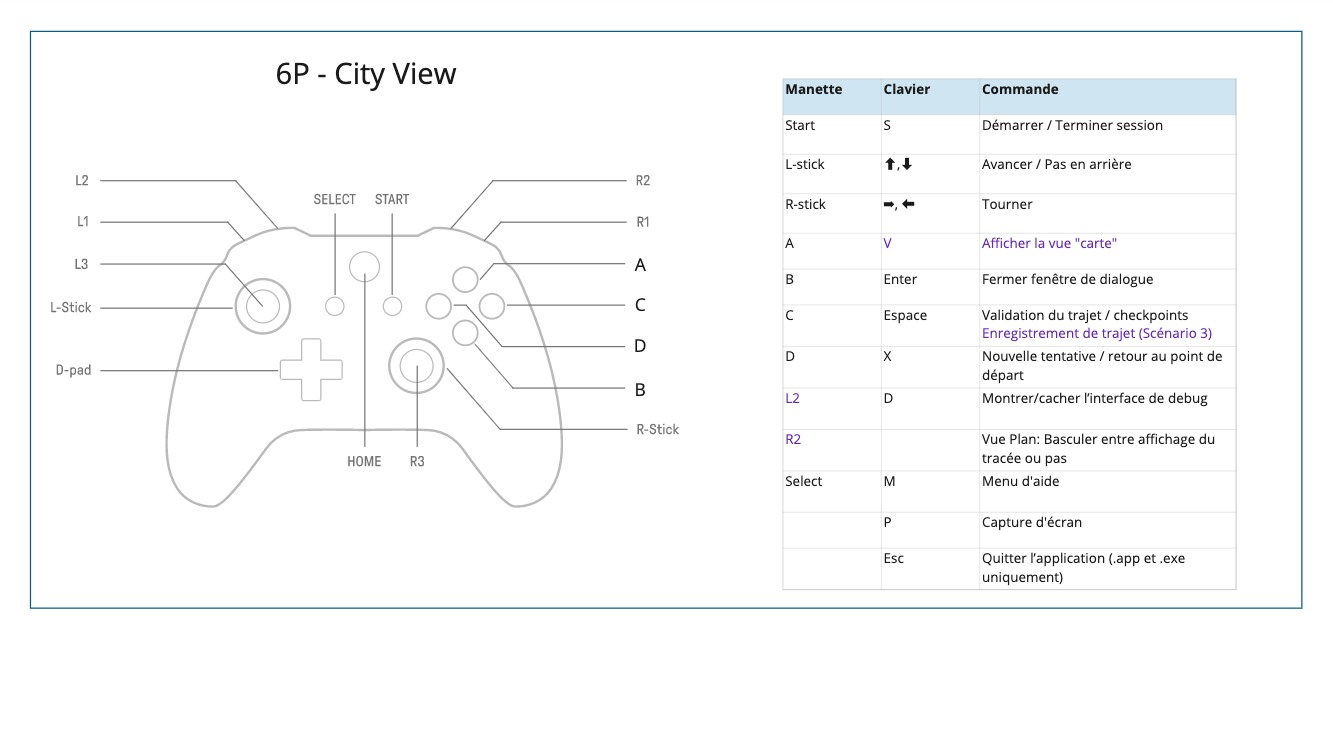 6P - City View
L2
L1
L3
L-Stick
D-pad
SELECT START
HOME R3
R2
R1
A
C
D
B
R-Stick
Manette Clavier Commande
Start S Démarrer / Terminer session
L-stick ⬆,⬇ Avancer / Pas en arrière
R-stick ➡, ⬅ Tourner
A V Afficher la vue "carte"
B Enter Fermer fenêtre de dialogue
C Espace Validation du trajet / checkpoints
Enregistrement de trajet (Scénario 3)
D X Nouvelle tentative / retour au point de
départ
L2 D Montrer/cacher l’interface de debug
R2 Vue Plan: Basculer entre affichage du
tracée ou pas
Select M Menu d'aide
P Capture d'écran
Esc Quitter l’application (.app et .exe
uniquement)